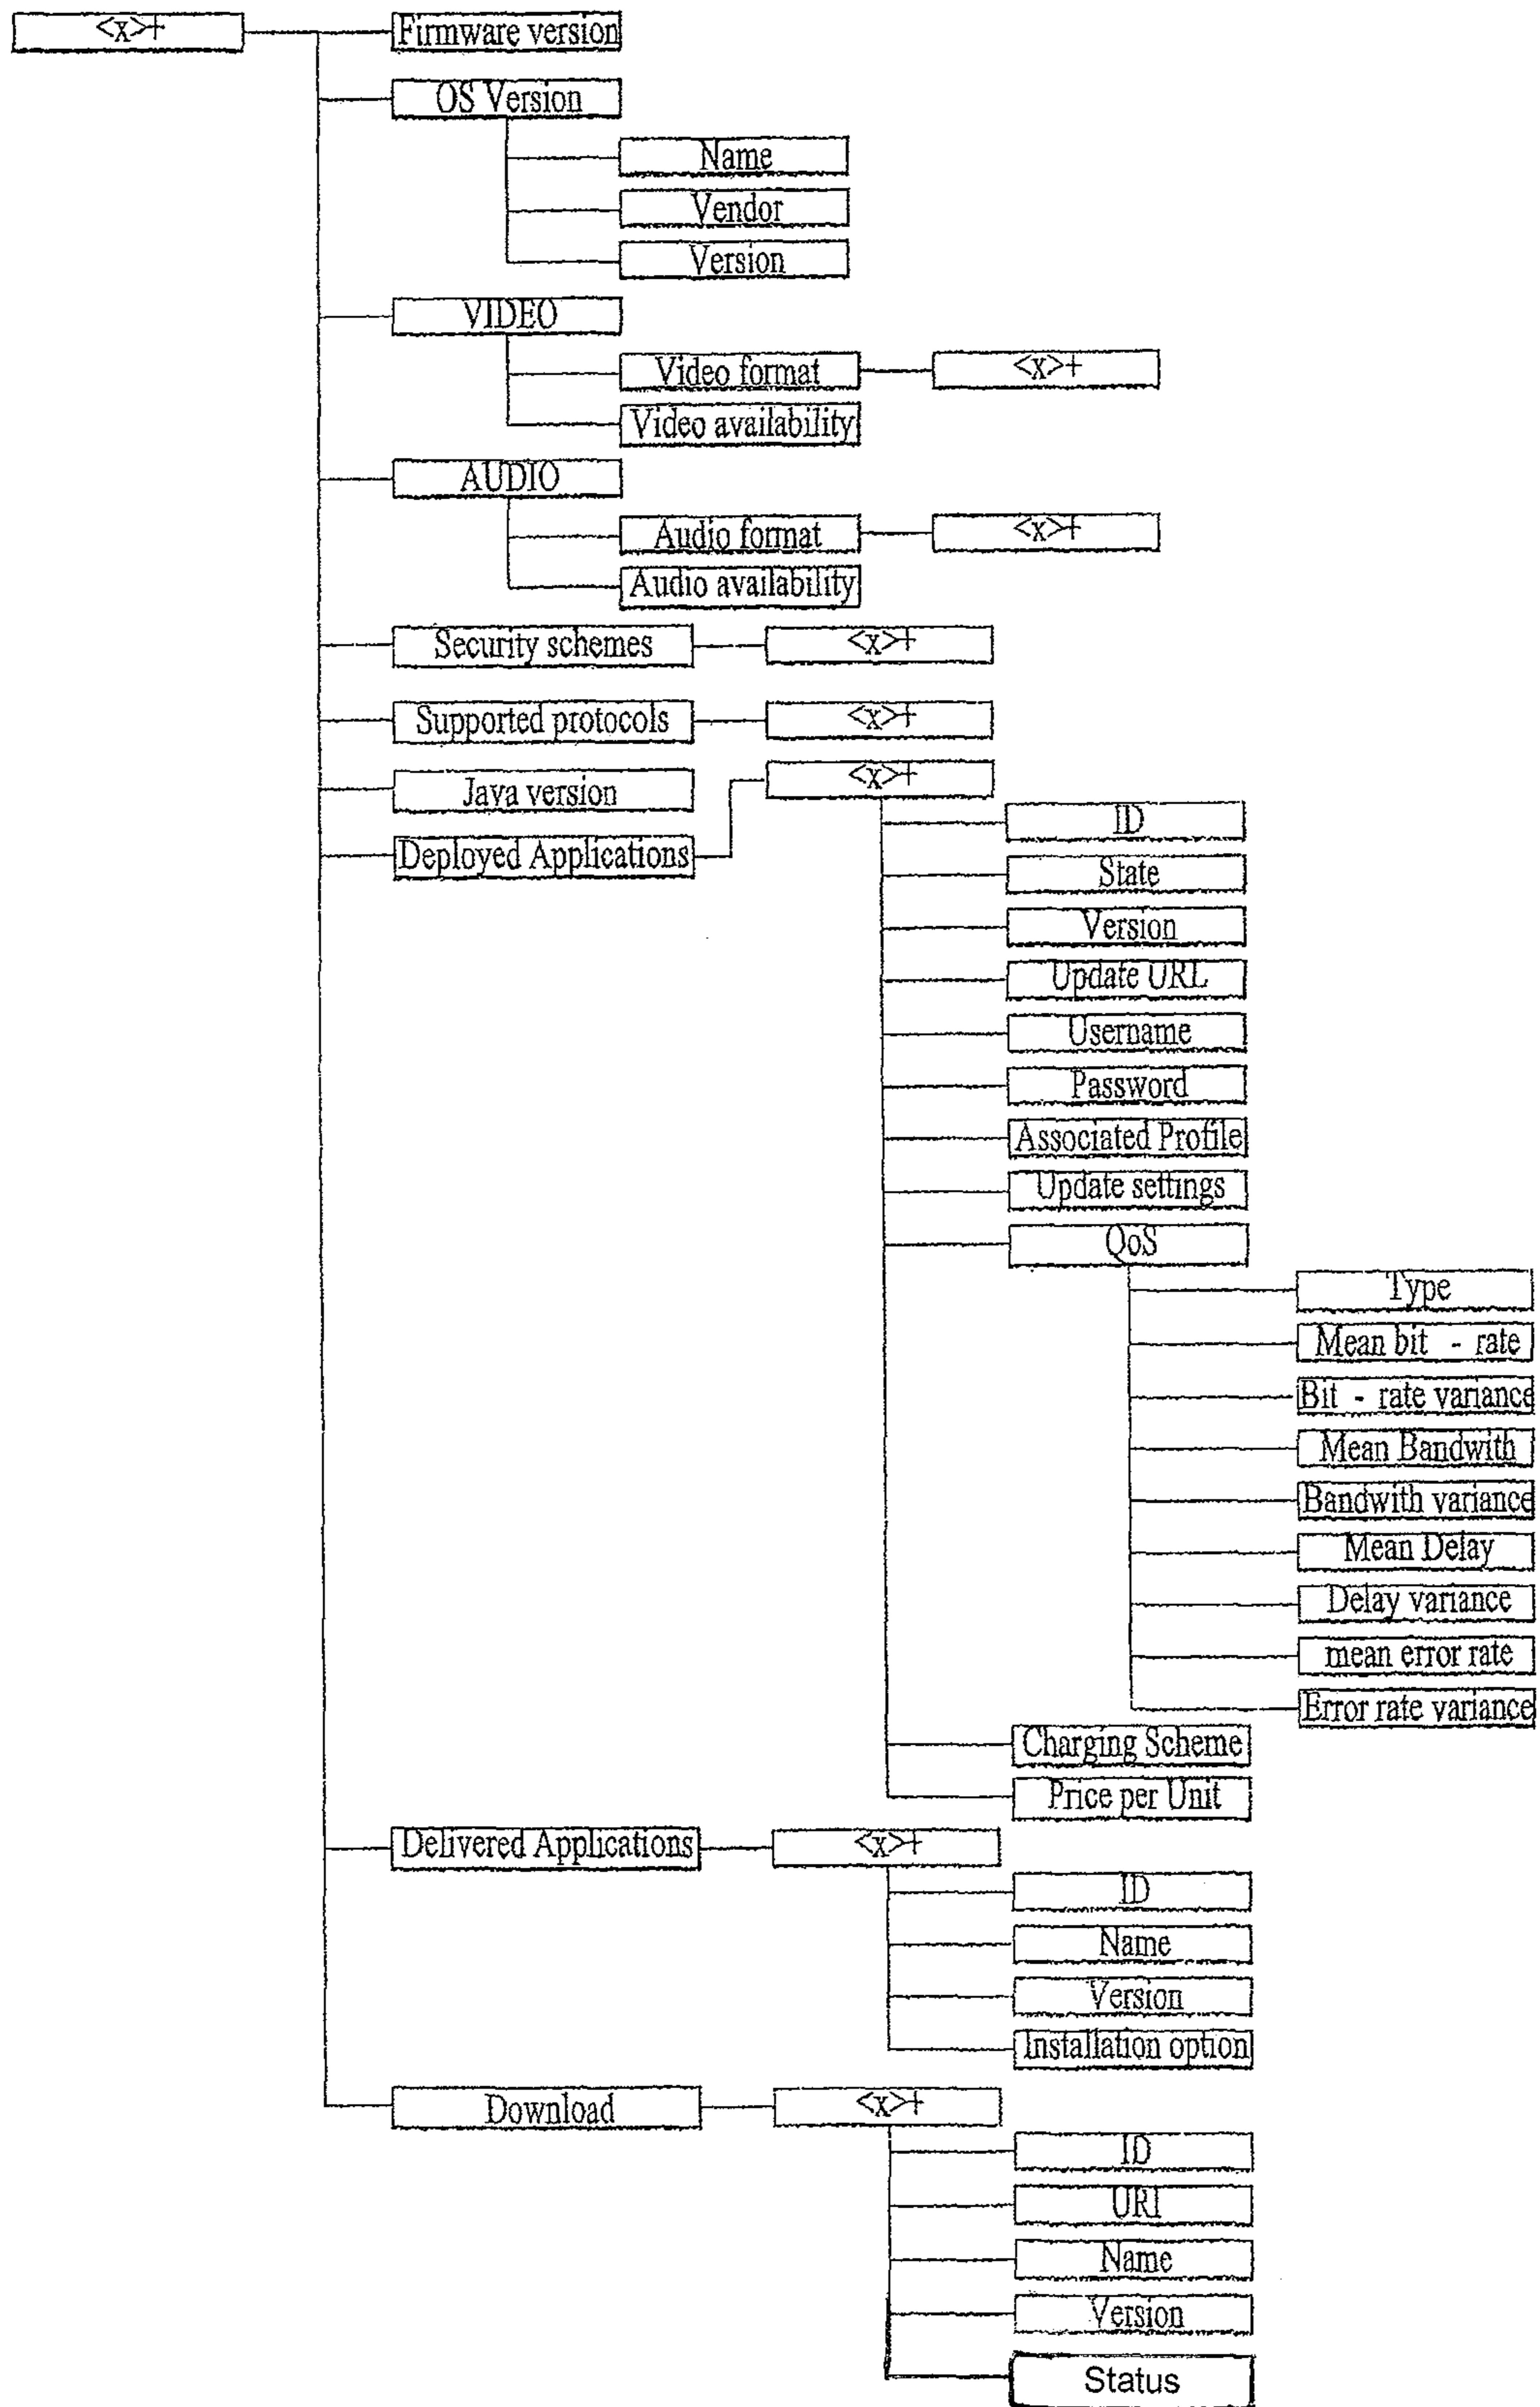 <x>+
Firmware version
OS Version
Name
Vendor
Version
VIDEO
Video format
<x>+
Video availability
AUDIO
Audio format
<x>+
Audio availability
Security schemes
<x>+
Supported protocols
<x>+
Java version
<x>+
Deployed Applications
ID
State
Version
Update URL
Username
Password
Associated Profile
Update settings
QoS
Type
Mean bit - rate
Bit - rate variance
Mean Bandwith
Bandwith variance
Mean Delay
Delay variance
mean error rate
Error rate variance
Charging Scheme
Price per Unit
Delivered Applications
<x>+
ID
Name
Version
Installation option
Download
<x>+
ID
URI
Name
Version
Status